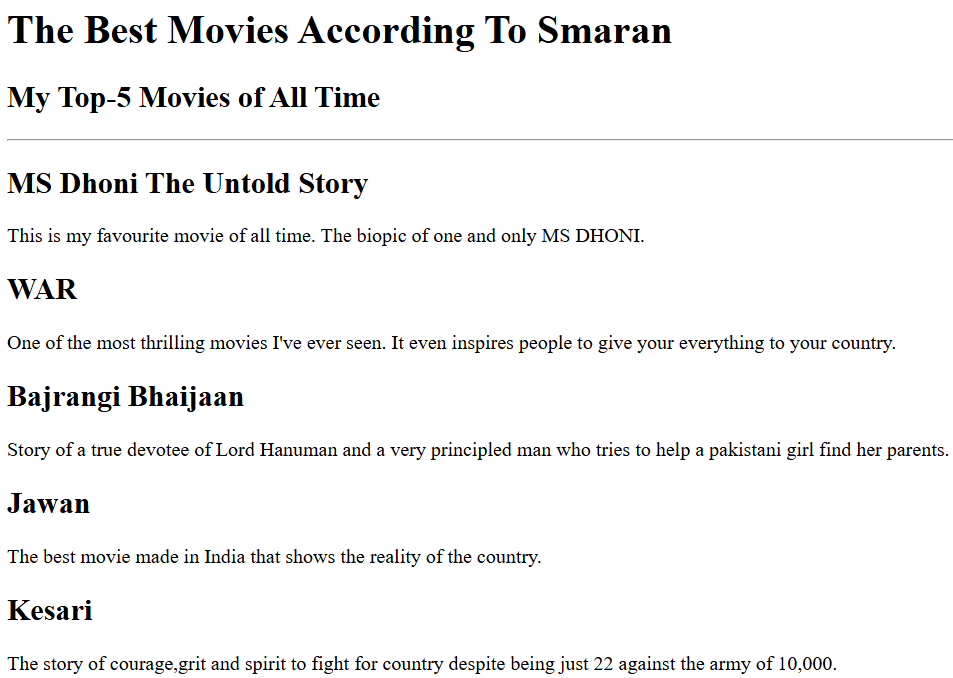 The Best Movies According To Smaran
My Top-5 Movies of All Time
MS Dhoni The Untold Story
This is my favourite movie of all time. The biopic of one and only MS DHONI.
WAR
One of the most thrilling movies I've ever seen. It even inspires people to give your everything to your country.
Bajrangi Bhaijaan
Story of a true devotee of Lord Hanuman and a very principled man who tries to help a pakistani girl find her parents.
Jawan
The best movie made in India that shows the reality of the country.
Kesari
The story of courage,grit and spirit to fight for country despite being just 22 against the army of 10,000.